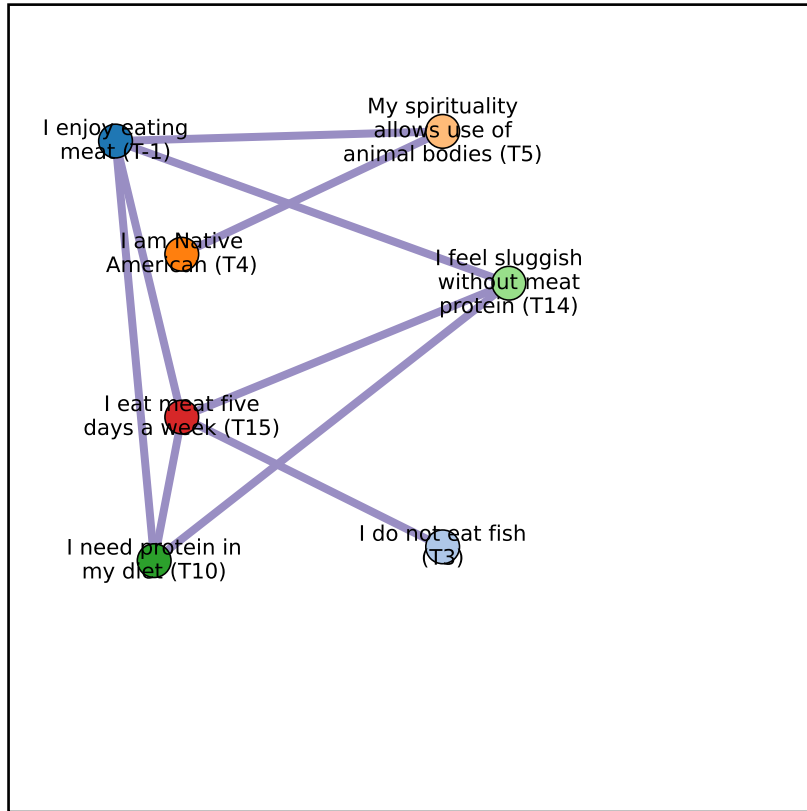 My spirituality
allows use of
animal bodies (T5)
I enjoy eating
meat (T-1)
I am Native
American (T4)
I feel sluggish
without meat
protein (T14)
I eat meat five
days a week (T15)
I do not eat fish
(T3)
I need protein in
my diet (T10)